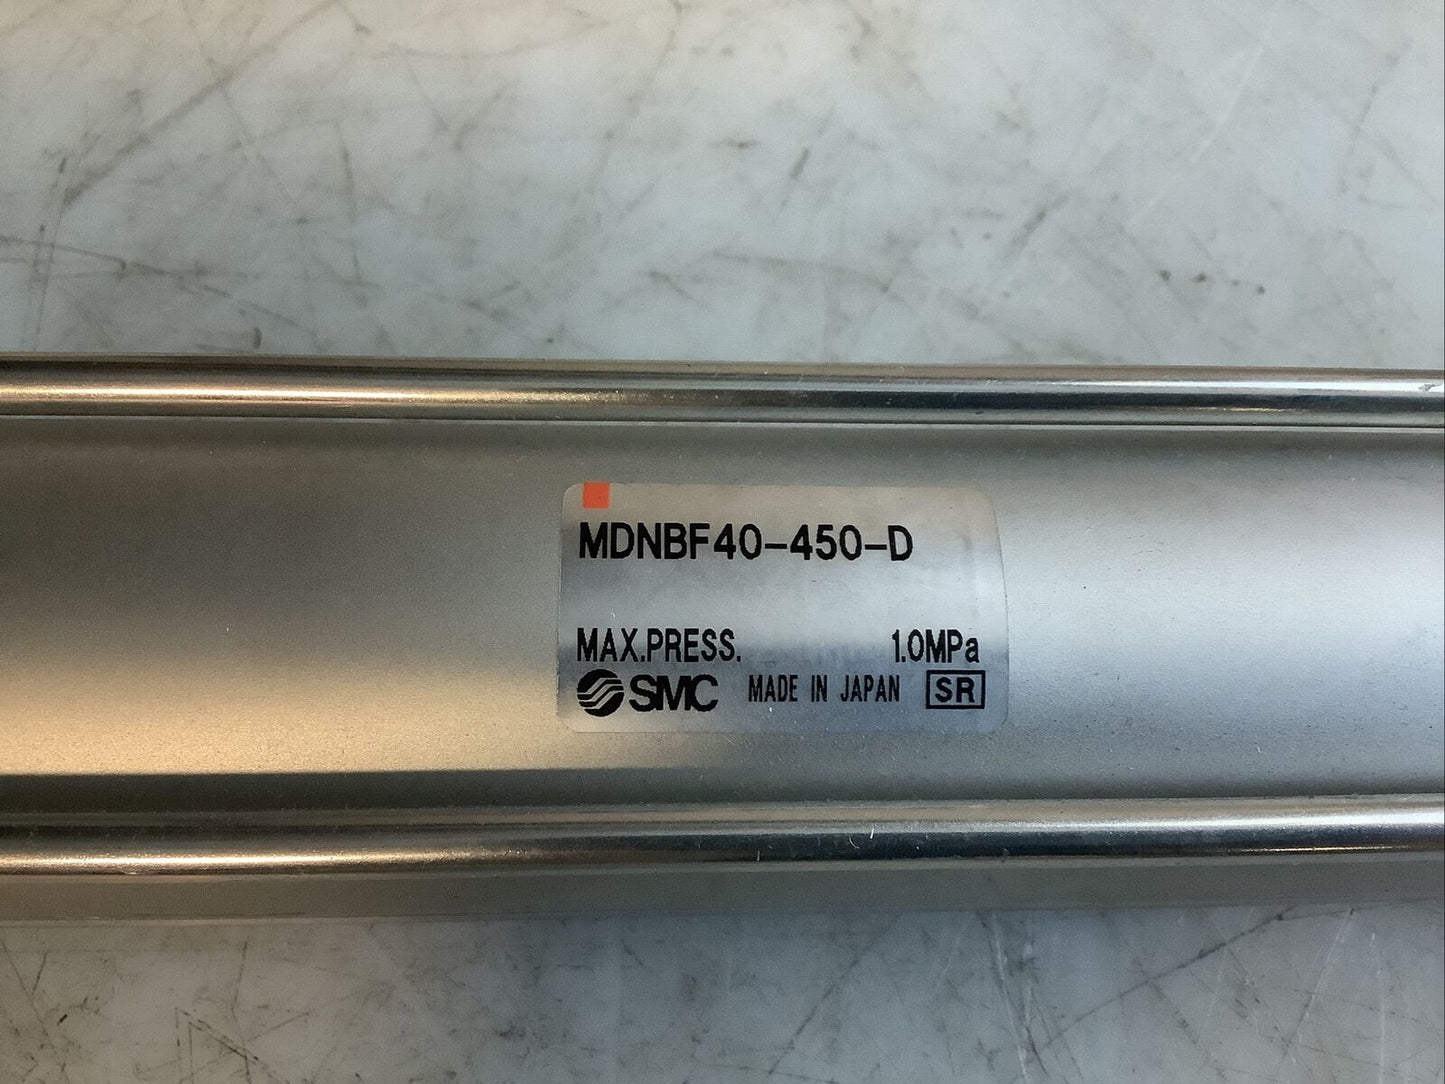 MDNBF40-450-D
MAX.PRESS. 1.0MPa
SMC MADE IN JAPAN SR